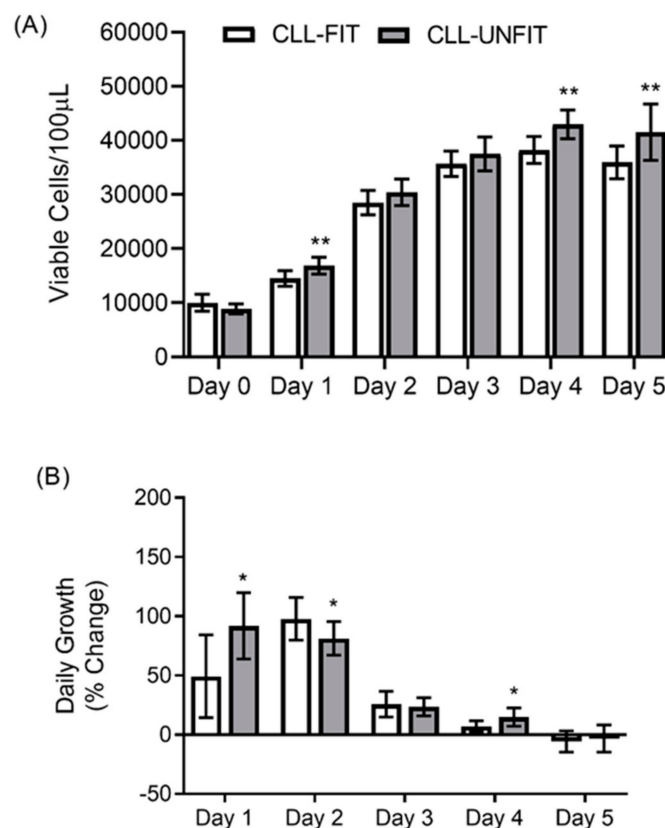 (A)
CLL-FIT CLL-UNFIT
Viable Cells/100μL
60000
50000
40000
30000
20000
10000
0
**
**
**
Day 0 Day 1 Day 2 Day 3 Day 4 Day 5
(B)
Daily Growth
(% Change)
200
150
100
50
0
-50
*
*
*
Day 1 Day 2 Day 3 Day 4 Day 5